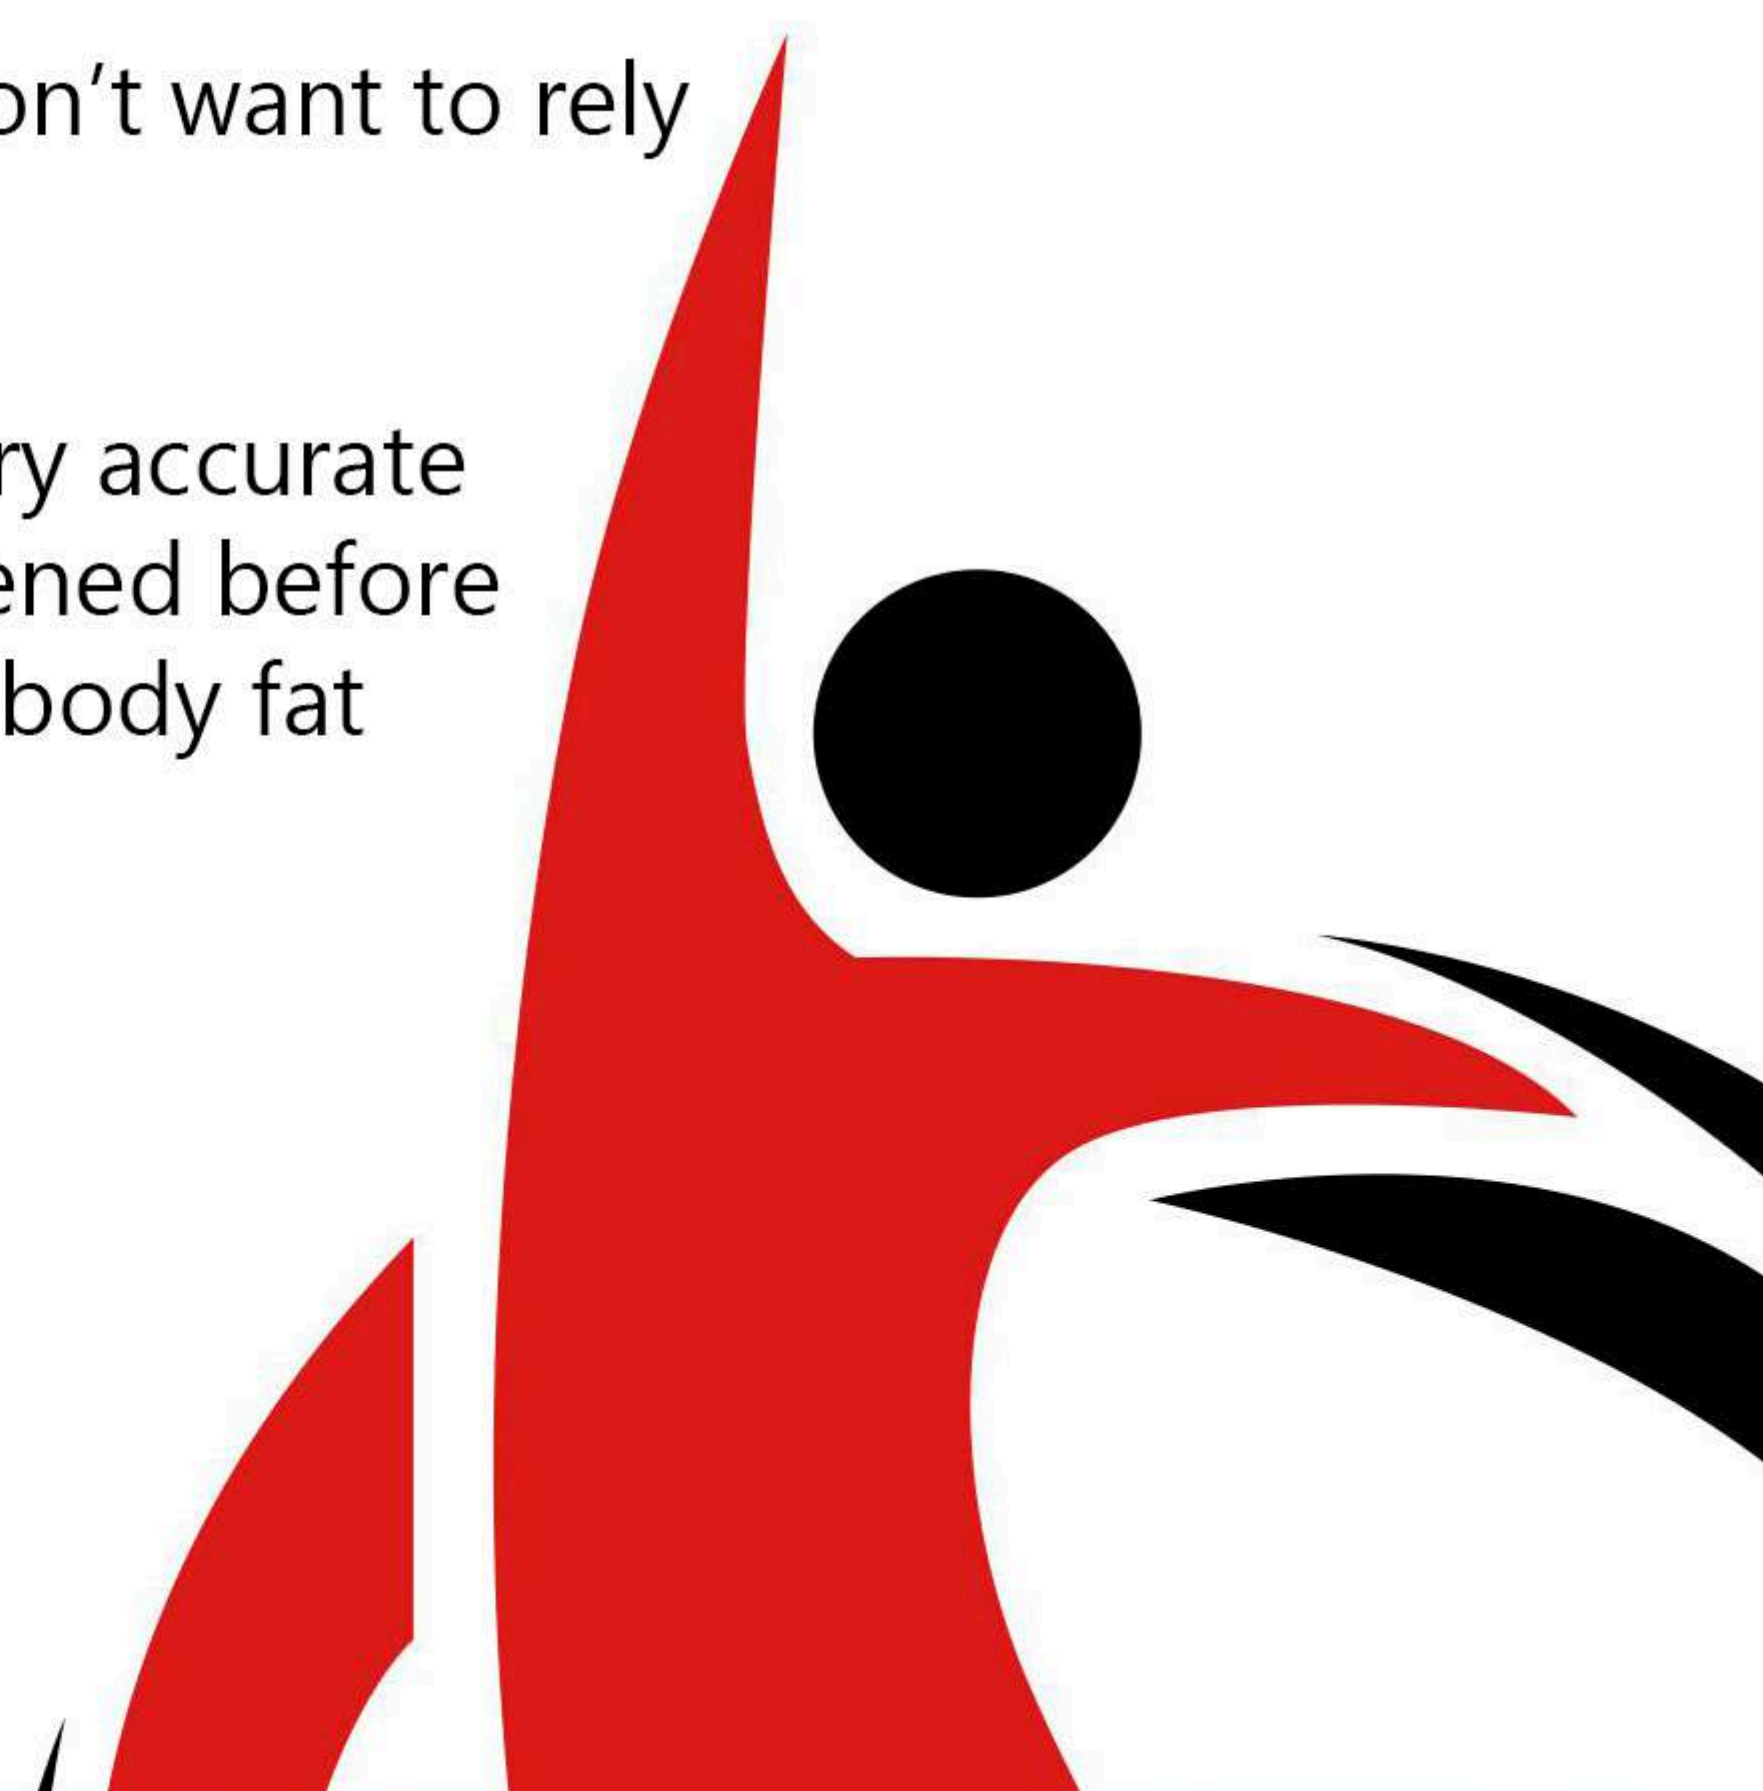 on't want to rely
ry accurate
ened before
body fat